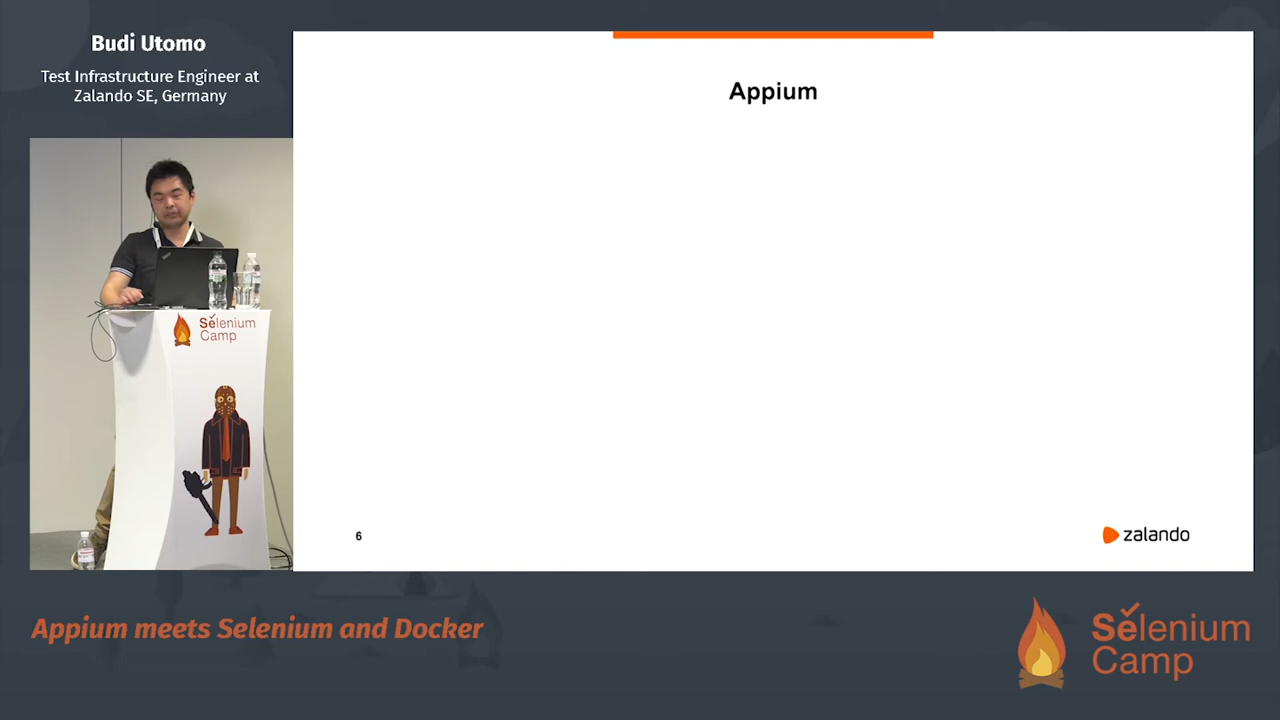 Budi Utomo
Test Infrastructure Engineer at
Zalando SE, Germany
Appium
Selenium
Camp
6
zalando
Appium meets Selenium and Docker
Selenium
Camp